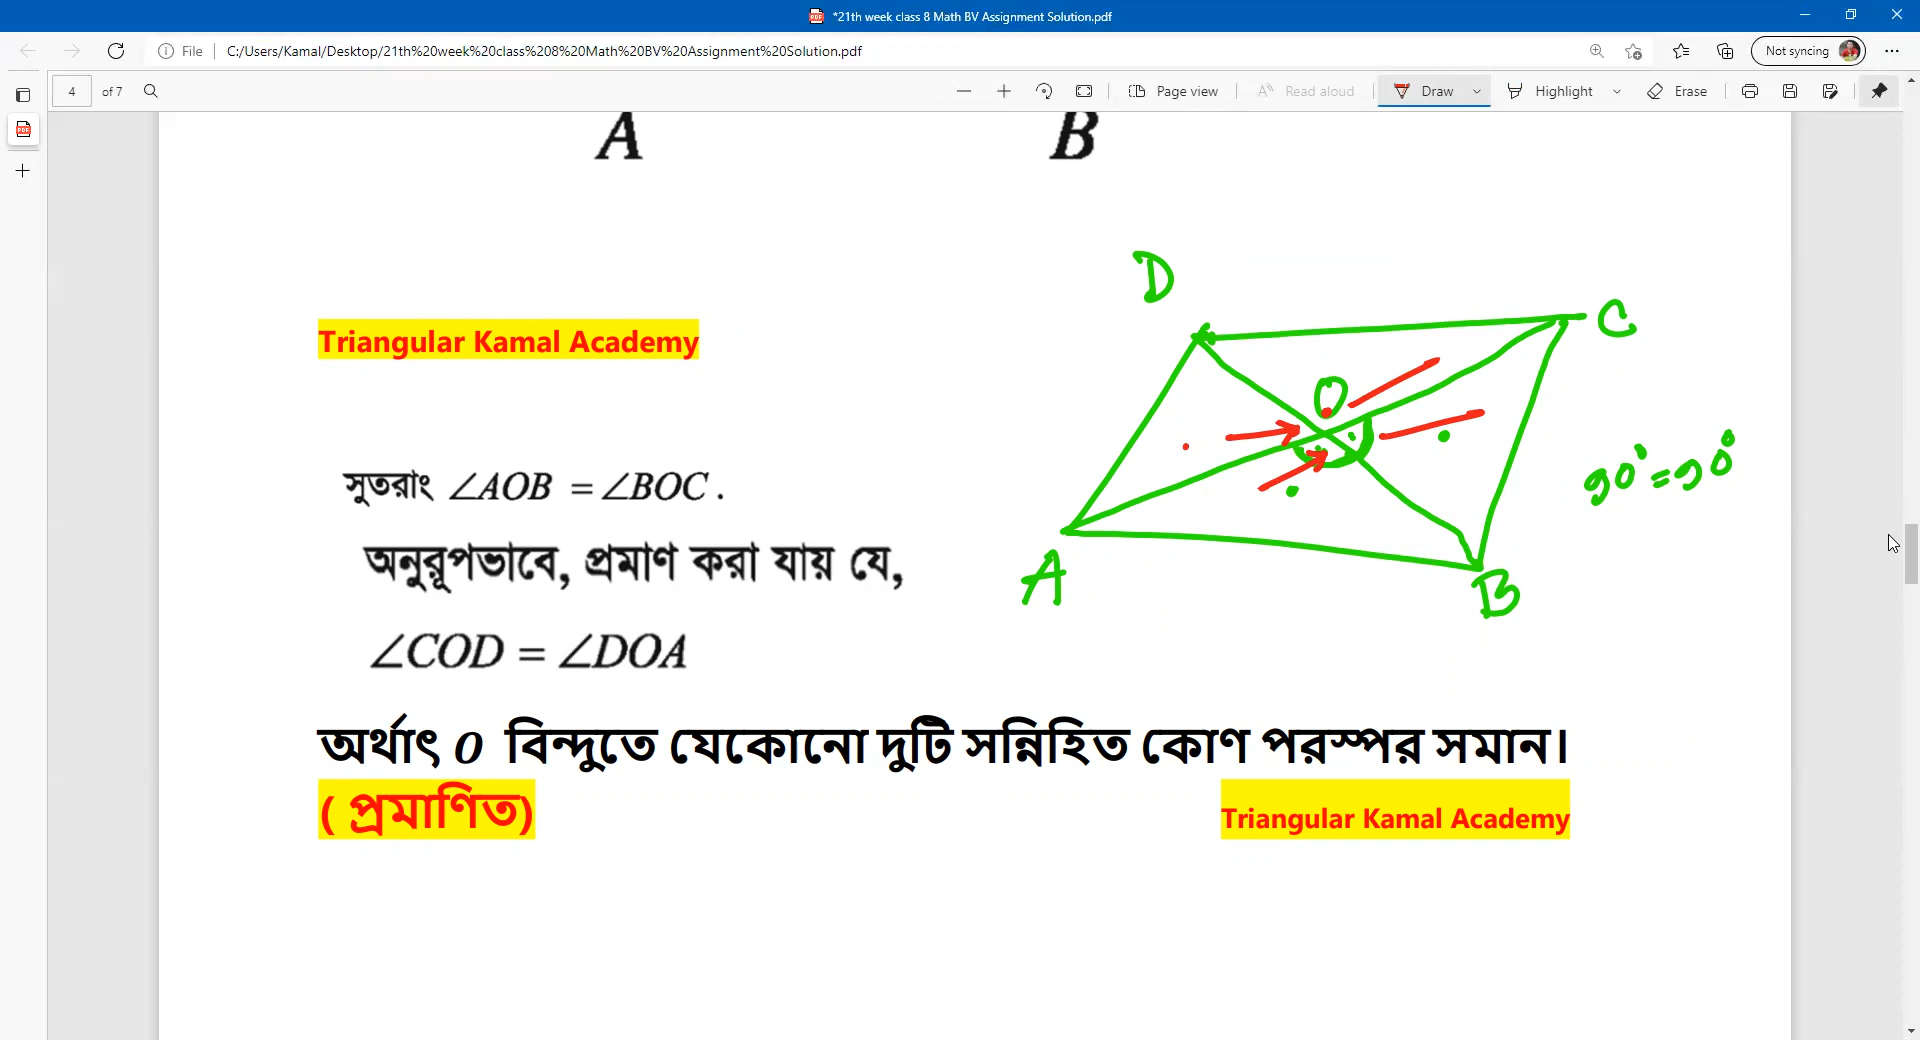 *21th week class 8 Math BV Assignment Solution.pdf
File C:/Users/Kamal/Desktop/21th%20week%20class%208%20Math%20BV%20Assignment%20Solution.pdf Not syncing
4 of 7 Page view Read aloud Draw Highlight Erase
A B
D
C
Triangular Kamal Academy
O
90°=90°
সুতরাং ∠AOB = ∠BOC .
অনুরূপভাবে, প্রমাণ করা যায় যে,
A B
∠COD = ∠DOA
অর্থাৎ O বিন্দুতে যেকোনো দুটি সন্নিহিত কোণ পরস্পর সমান।
( প্রমাণিত) Triangular Kamal Academy